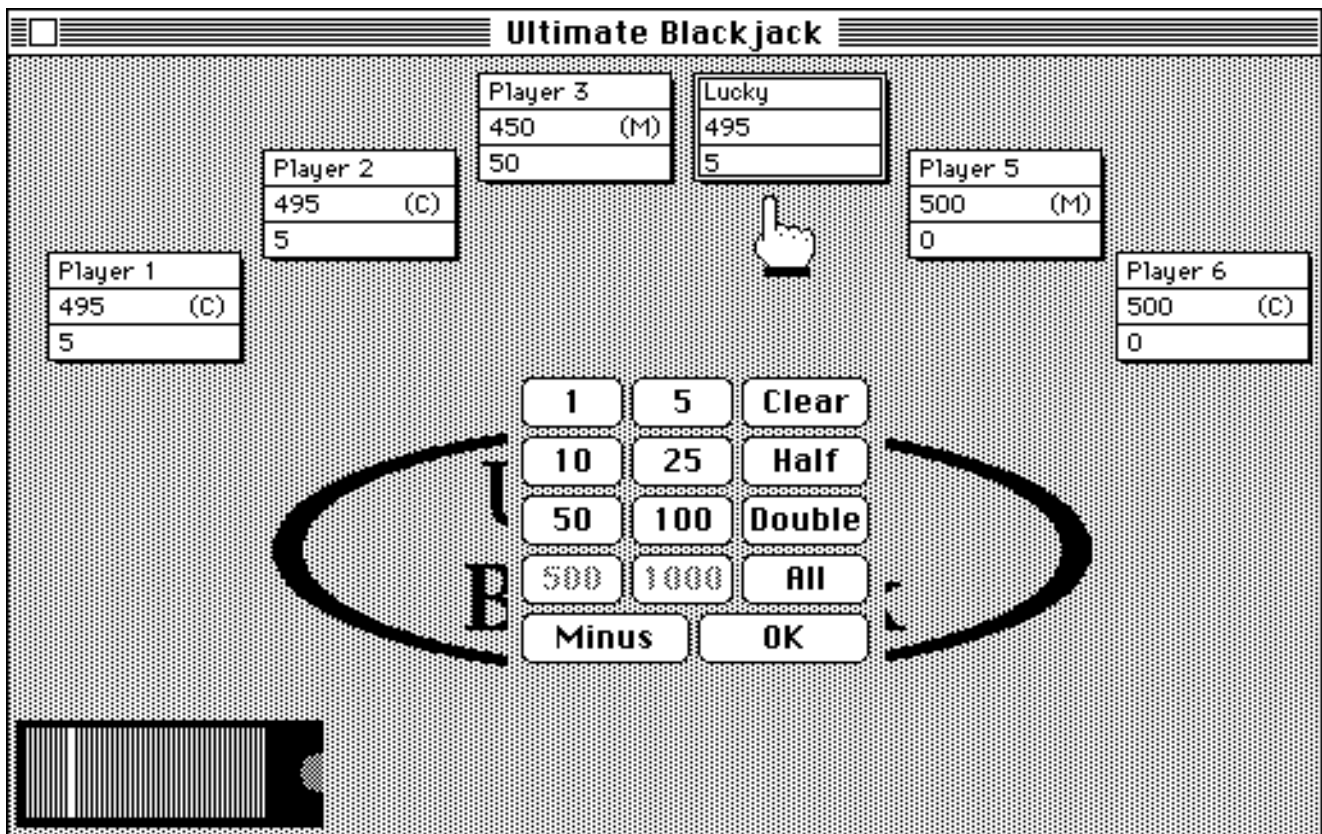 Ultimate Blackjack
Player 3
450 (M)
50
Lucky
495
5
Player 2
495 (C)
5
Player 5
500 (M)
0
Player 1
495 (C)
5
Player 6
500 (C)
0
1 5 Clear
10 25 Half
50 100 Double
500 1000 All
Minus OK